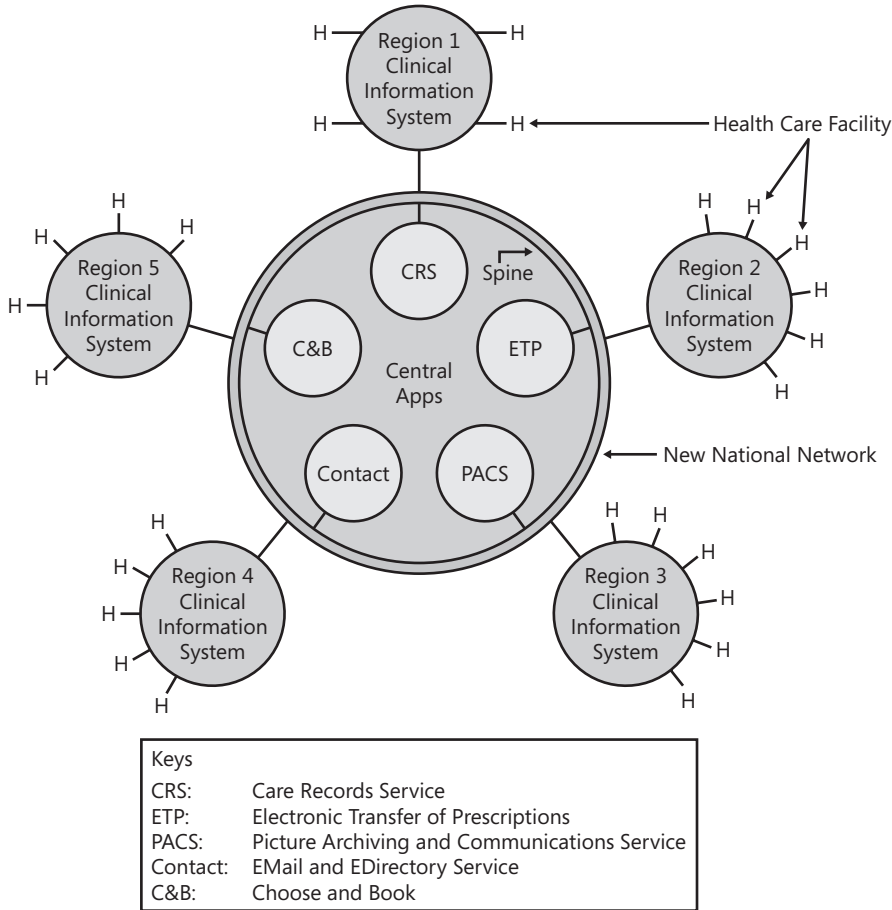 H
H
H
H
Region 1
Clinical
Information
System
Health Care Facility
H
H
H
H
H
Region 5
Clinical
Information
System
H
H
H
H
H
H
Region 2
Clinical
Information
System
CRS
Spine
C&B
ETP
Central
Apps
Contact
PACS
New National Network
H
H
H
H
H
Region 4
Clinical
Information
System
H
H
H
H
H
H
Region 3
Clinical
Information
System
Keys
CRS: Care Records Service
ETP: Electronic Transfer of Prescriptions
PACS: Picture Archiving and Communications Service
Contact: EMail and EDirectory Service
C&B: Choose and Book